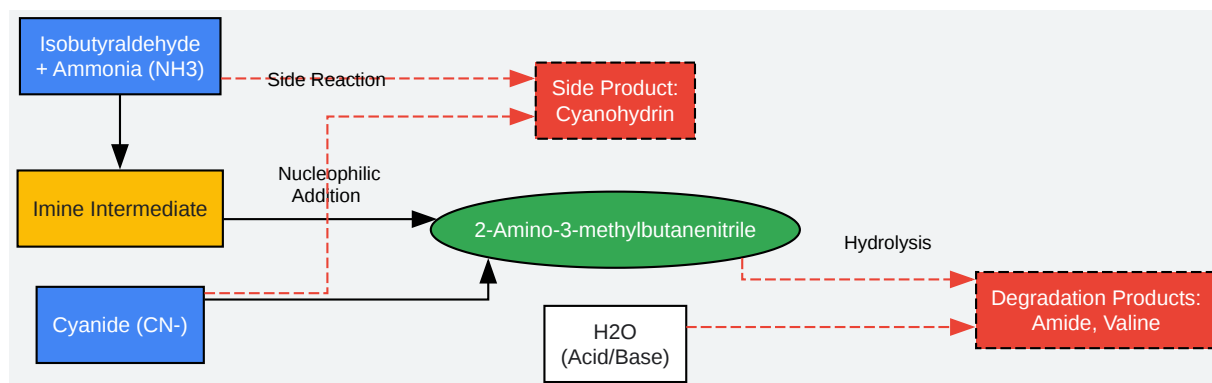 Isobutyraldehyde
+ Ammonia (NH3)
Side Reaction
Side Product:
Cyanohydrin
Nucleophilic
Addition
Imine Intermediate
2-Amino-3-methylbutanenitrile
Hydrolysis
Cyanide (CN-)
H2O
(Acid/Base)
Degradation Products:
Amide, Valine